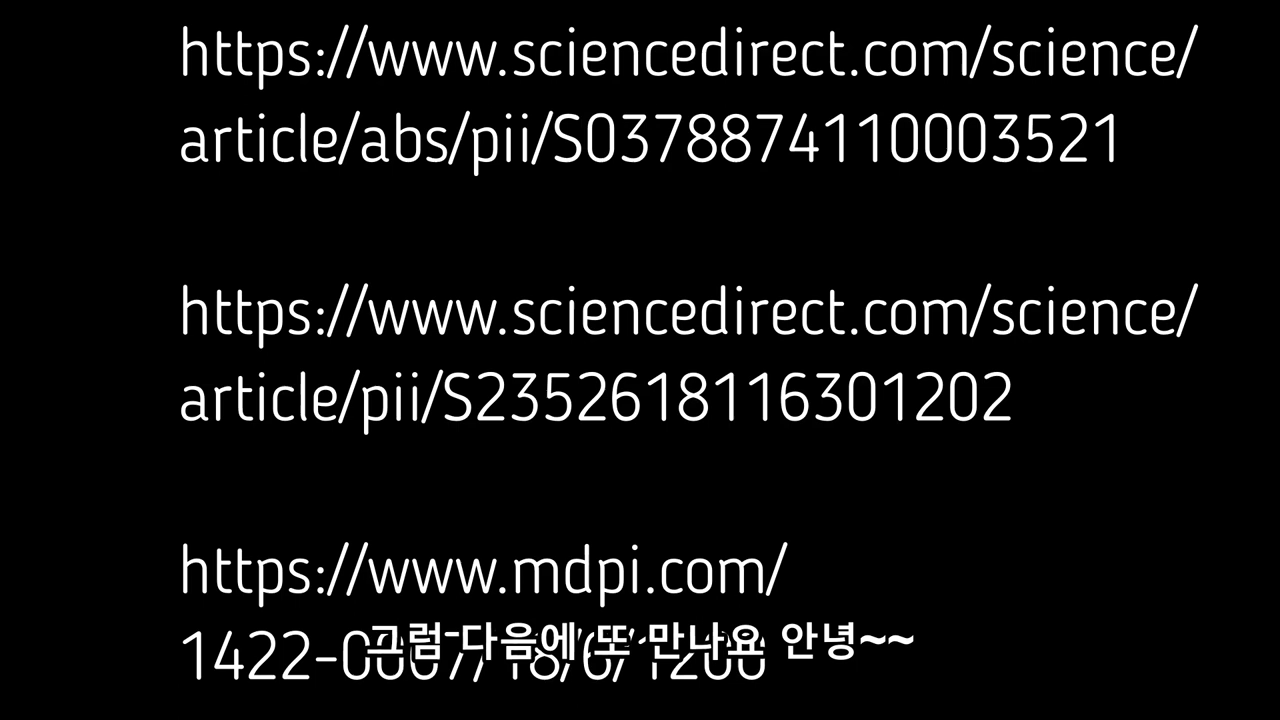 https://www.sciencedirect.com/science/
article/abs/pii/S0378874110003521
https://www.sciencedirect.com/science/
article/pii/S2352618116301202
https://www.mdpi.com/
그럼 다음에 또 만나요 안녕~~